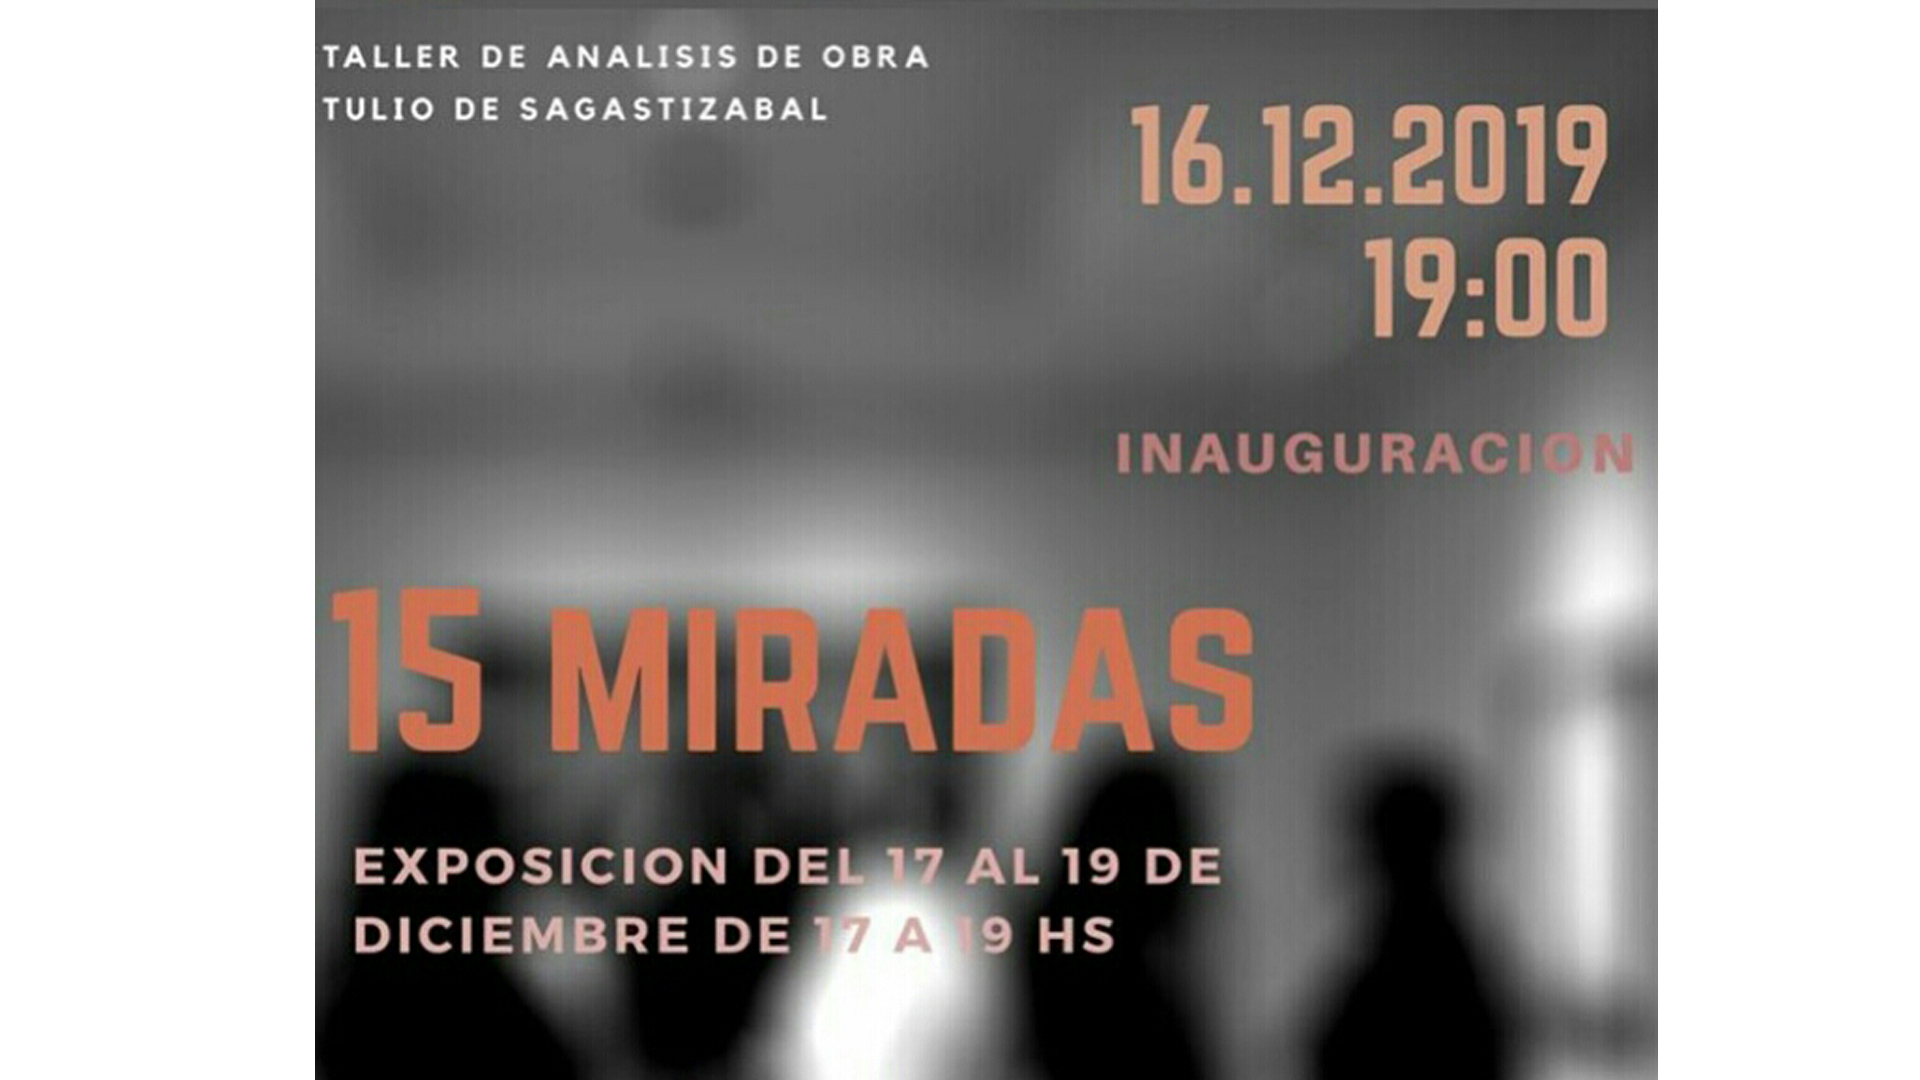 TALLER DE ANALISIS DE OBRA
TULIO DE SAGASTIZABAL
16.12.2019
19:00
INAUGURACION
15 MIRADAS
EXPOSICION DEL 17 AL 19 DE
DICIEMBRE DE 17 A 19 HS